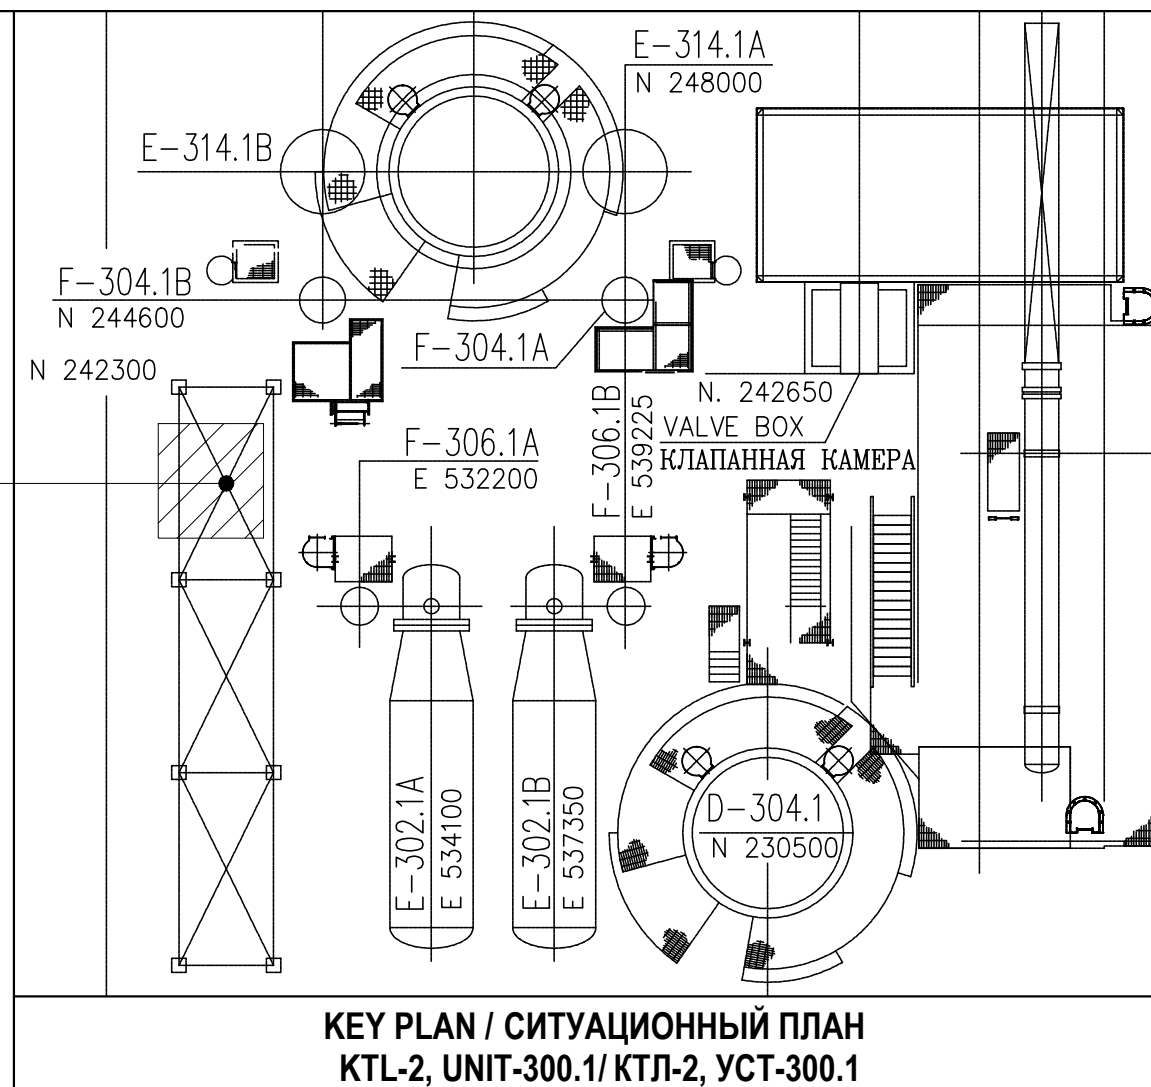 E-314.1A
N 248000
E-314.1B
F-304.1B
N 244600
F-304.1A
N 242300
N. 242650
VALVE BOX
КЛАПАННАЯ КАМЕРА
F-306.1A
E 532200
F-306.1B
E 539225
E-302.1A
E 534100
E-302.1B
E 537350
D-304.1
N 230500
KEY PLAN / СИТУАЦИОННЫЙ ПЛАН
KTL-2, UNIT-300.1/ КТЛ-2, УСТ-300.1